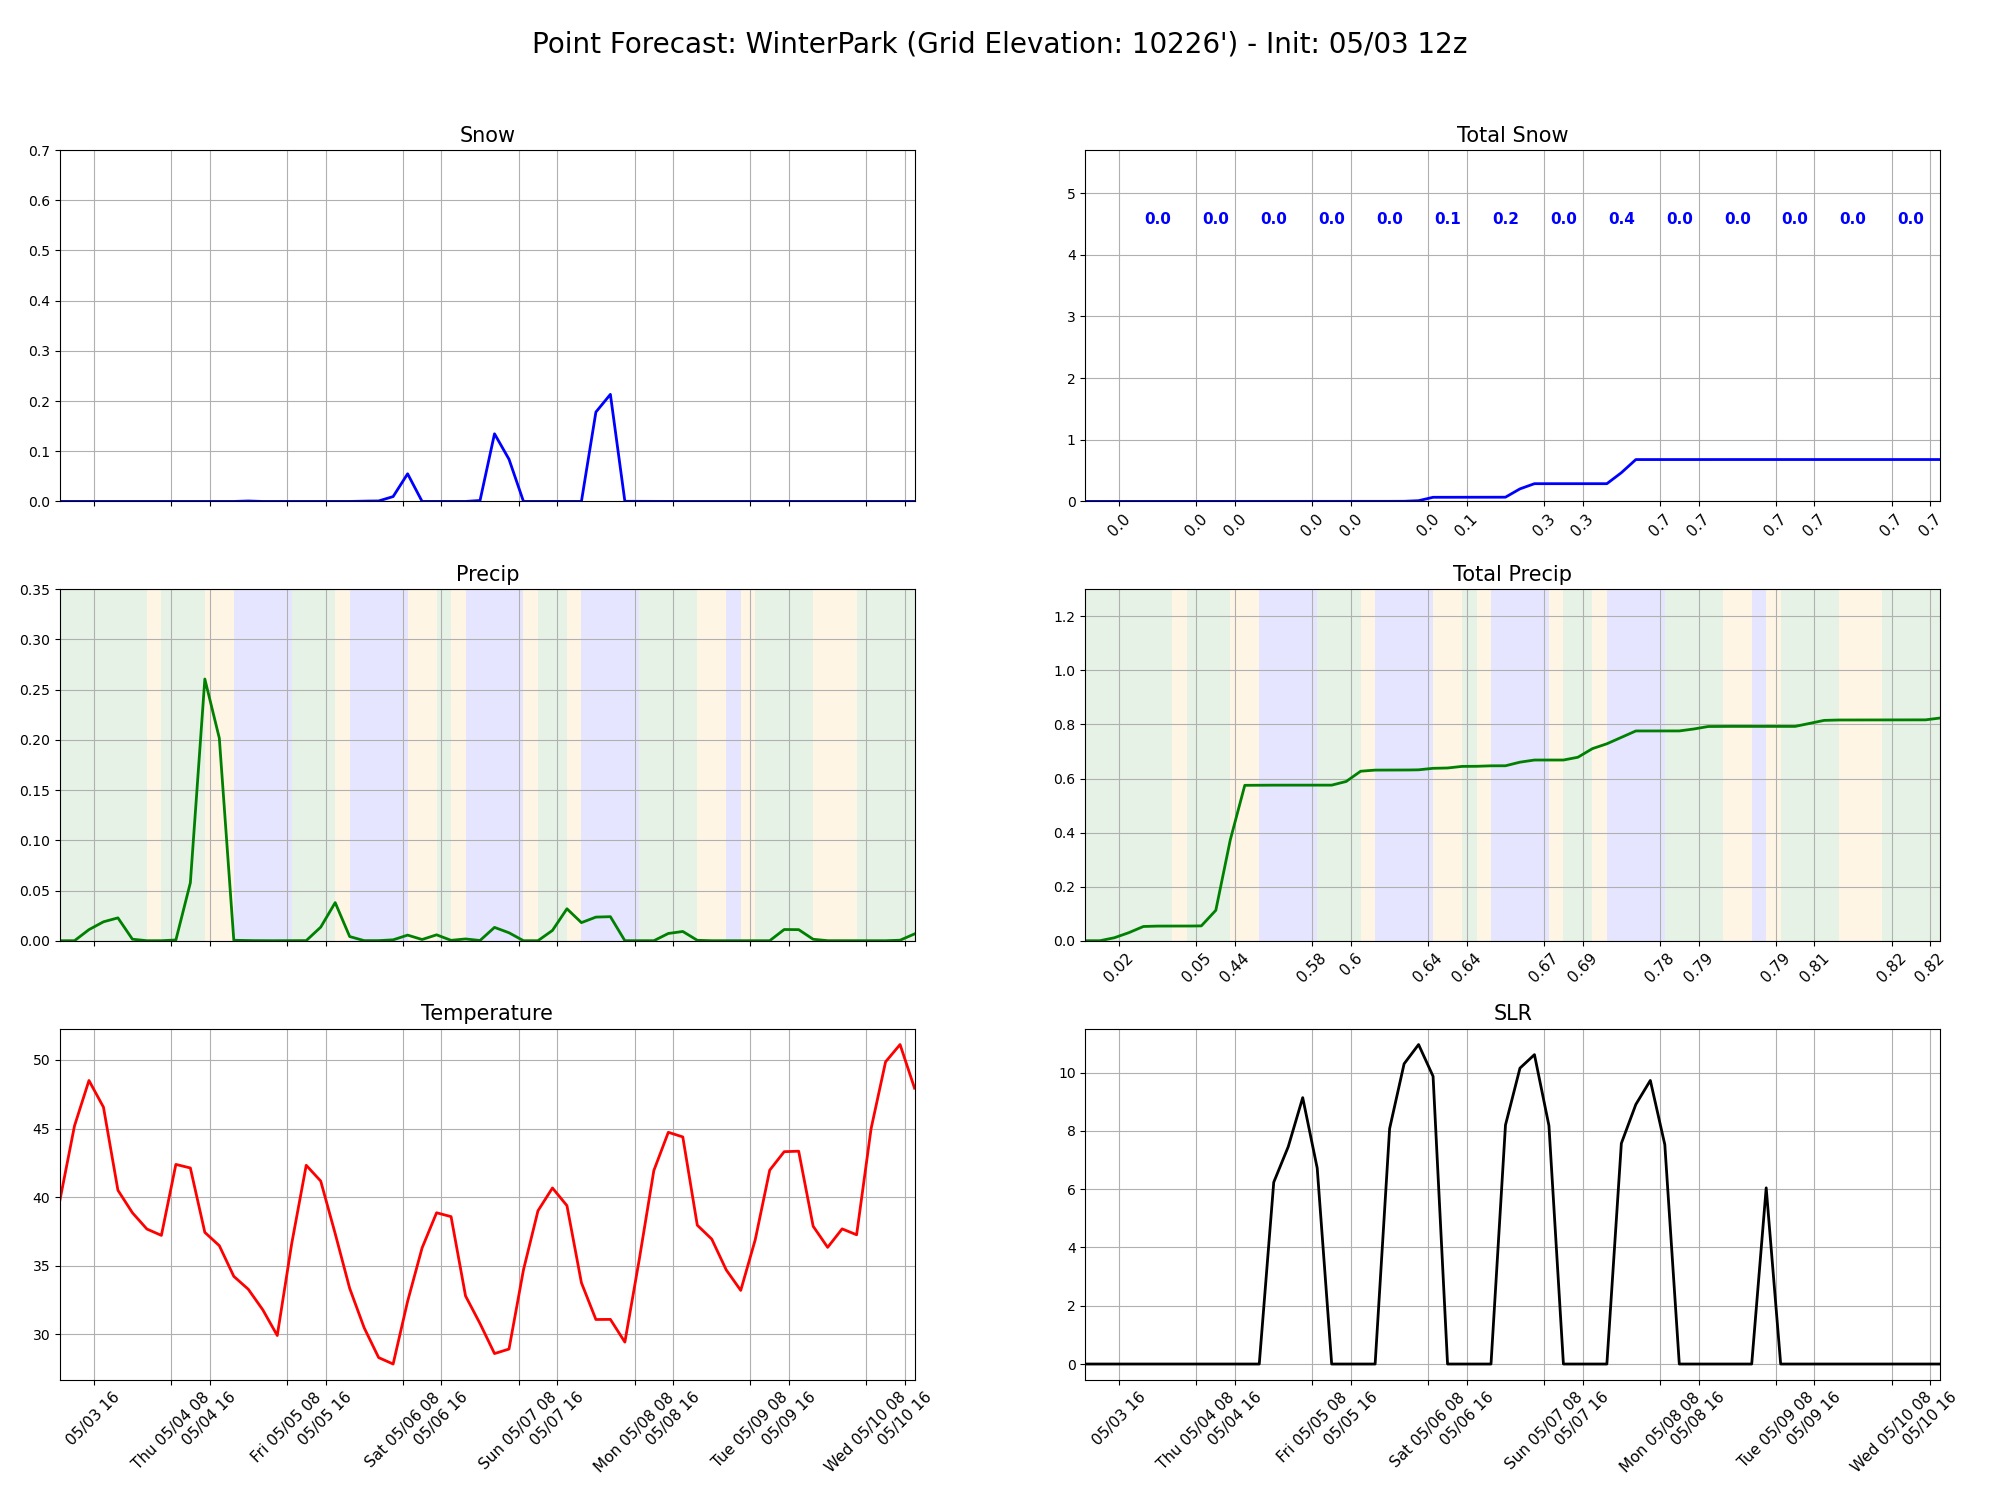 Point Forecast: WinterPark (Grid Elevation: 10226') - Init: 05/03 12z
Snow
0.7
0.6
0.5
0.4
0.3
0.2
0.1
0.0
Total Snow
5
4
3
2
1
0
0.0 0.0 0.0 0.0 0.0 0.1 0.2 0.0 0.4 0.0 0.0 0.0 0.0 0.0
0.0 0.0 0.0 0.0 0.0 0.0 0.1 0.3 0.3 0.7 0.7 0.7 0.7 0.7 0.7
Precip
0.35
0.30
0.25
0.20
0.15
0.10
0.05
0.00
Total Precip
1.2
1.0
0.8
0.6
0.4
0.2
0.0
0.02 0.05 0.44 0.58 0.6 0.64 0.64 0.67 0.69 0.78 0.79 0.79 0.81 0.82 0.82
Temperature
50
45
40
35
30
05/03 16
Thu 05/04 08
05/04 16
Fri 05/05 08
05/05 16
Sat 05/06 08
05/06 16
Sun 05/07 08
05/07 16
Mon 05/08 08
05/08 16
Tue 05/09 08
05/09 16
Wed 05/10 08
05/10 16
SLR
10
8
6
4
2
0
05/03 16
Thu 05/04 08
05/04 16
Fri 05/05 08
05/05 16
Sat 05/06 08
05/06 16
Sun 05/07 08
05/07 16
Mon 05/08 08
05/08 16
Tue 05/09 08
05/09 16
Wed 05/10 08
05/10 16